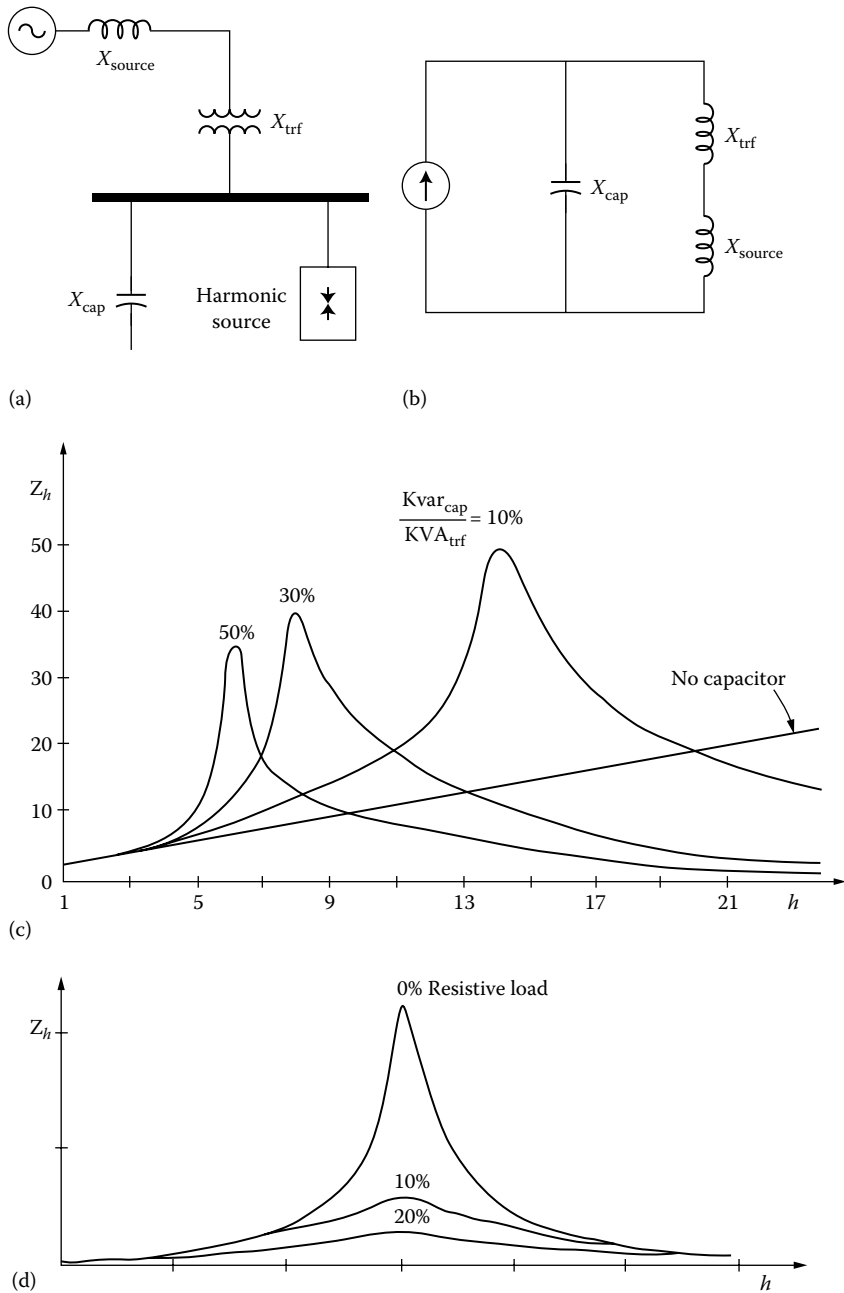 X_source
X_trf
X_cap
Harmonic
source
(a)
X_trf
X_cap
X_source
(b)
Z_h
50
40
30
20
10
0
50%
30%
Kvar_cap
KVA_trf
= 10%
No capacitor
1 5 9 13 17 21 h
(c)
Z_h
0% Resistive load
10%
20%
h
(d)